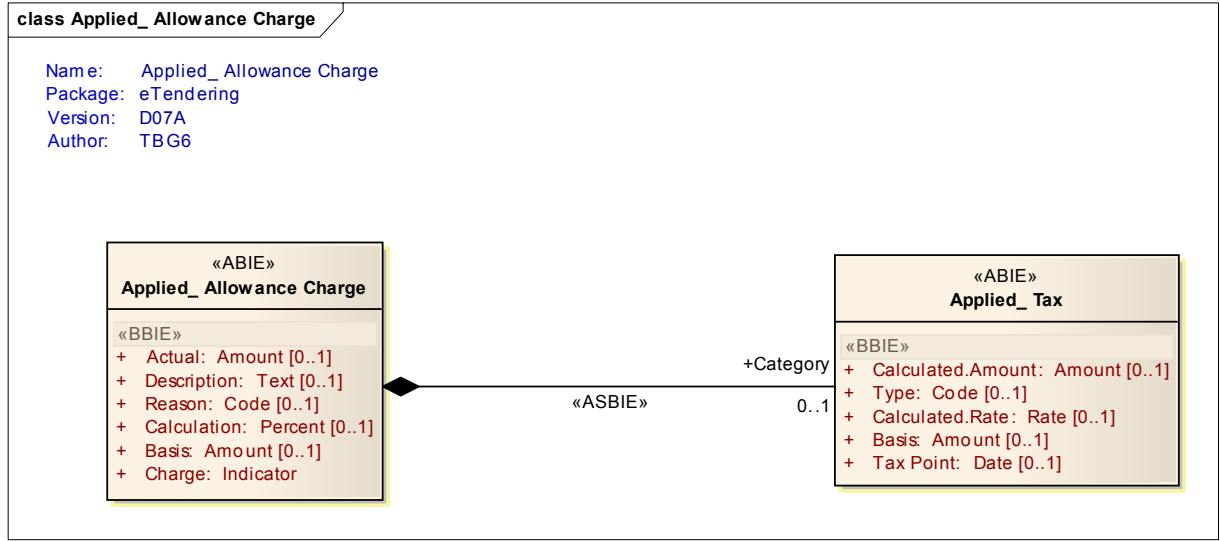 class Applied_ Allowance Charge
Name: Applied_ Allowance Charge
Package: eTendering
Version: D07A
Author: TBG6
«ABIE»
Applied_ Allowance Charge
«BBIE»
+ Actual: Amount [0..1]
+ Description: Text [0..1]
+ Reason: Code [0..1]
+ Calculation: Percent [0..1]
+ Basis: Amount [0..1]
+ Charge: Indicator
+Category
«ASBIE»
0..1
«ABIE»
Applied_ Tax
«BBIE»
+ Calculated.Amount: Amount [0..1]
+ Type: Code [0..1]
+ Calculated.Rate: Rate [0..1]
+ Basis: Amount [0..1]
+ Tax Point: Date [0..1]